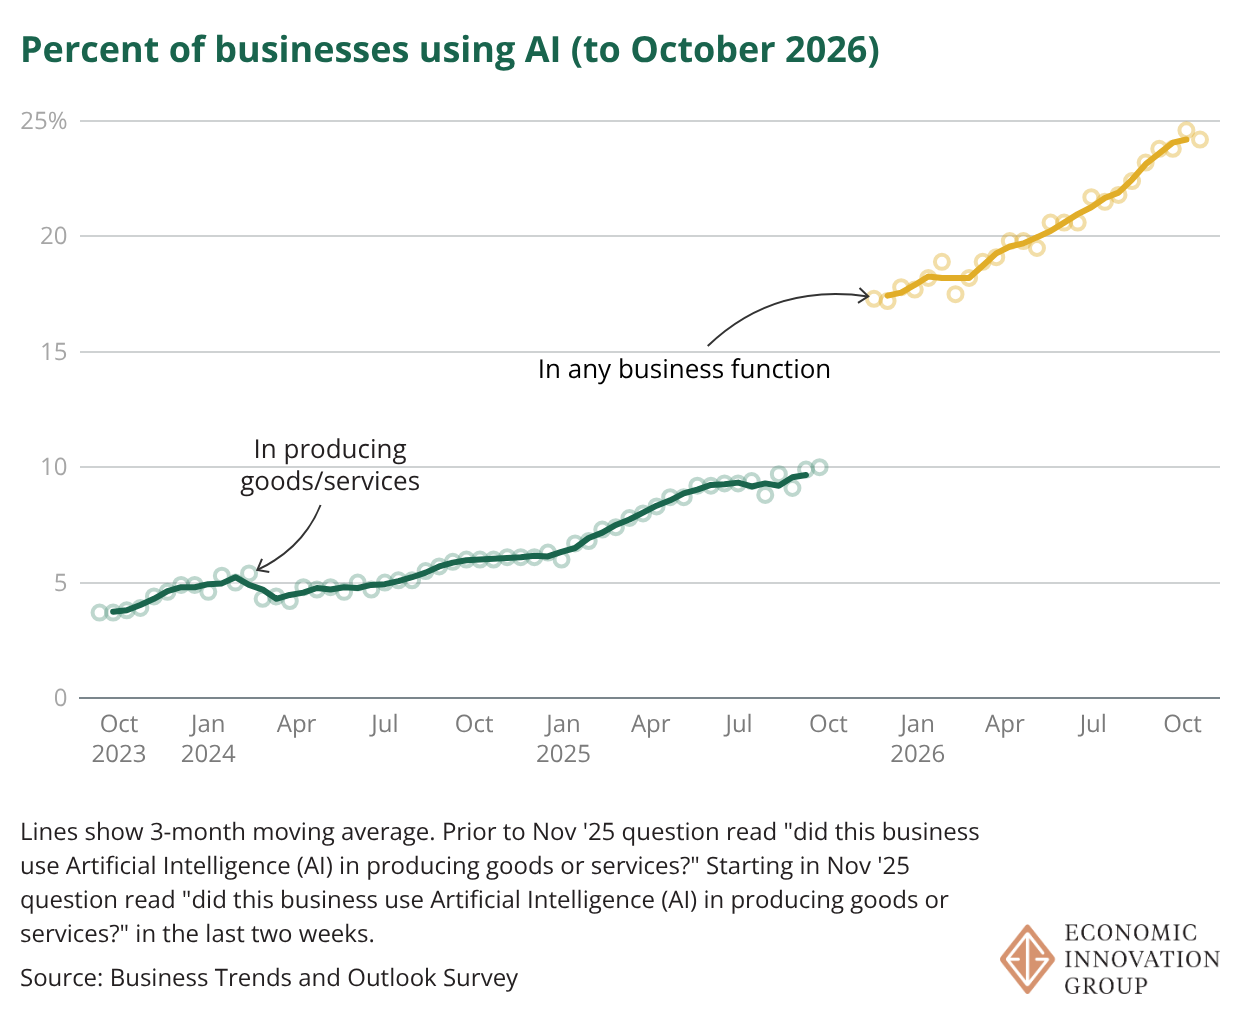 Percent of businesses using AI (to October 2026)
25%
20
15
10
5
0
In any business function
In producing
goods/services
Oct
2023
Jan
2024
Apr
Jul
Oct
Jan
2025
Apr
Jul
Oct
Jan
2026
Apr
Jul
Oct
Lines show 3-month moving average. Prior to Nov '25 question read "did this business
use Artificial Intelligence (AI) in producing goods or services?" Starting in Nov '25
question read "did this business use Artificial Intelligence (AI) in producing goods or
services?" in the last two weeks.
Source: Business Trends and Outlook Survey
ECONOMIC
INNOVATION
GROUP